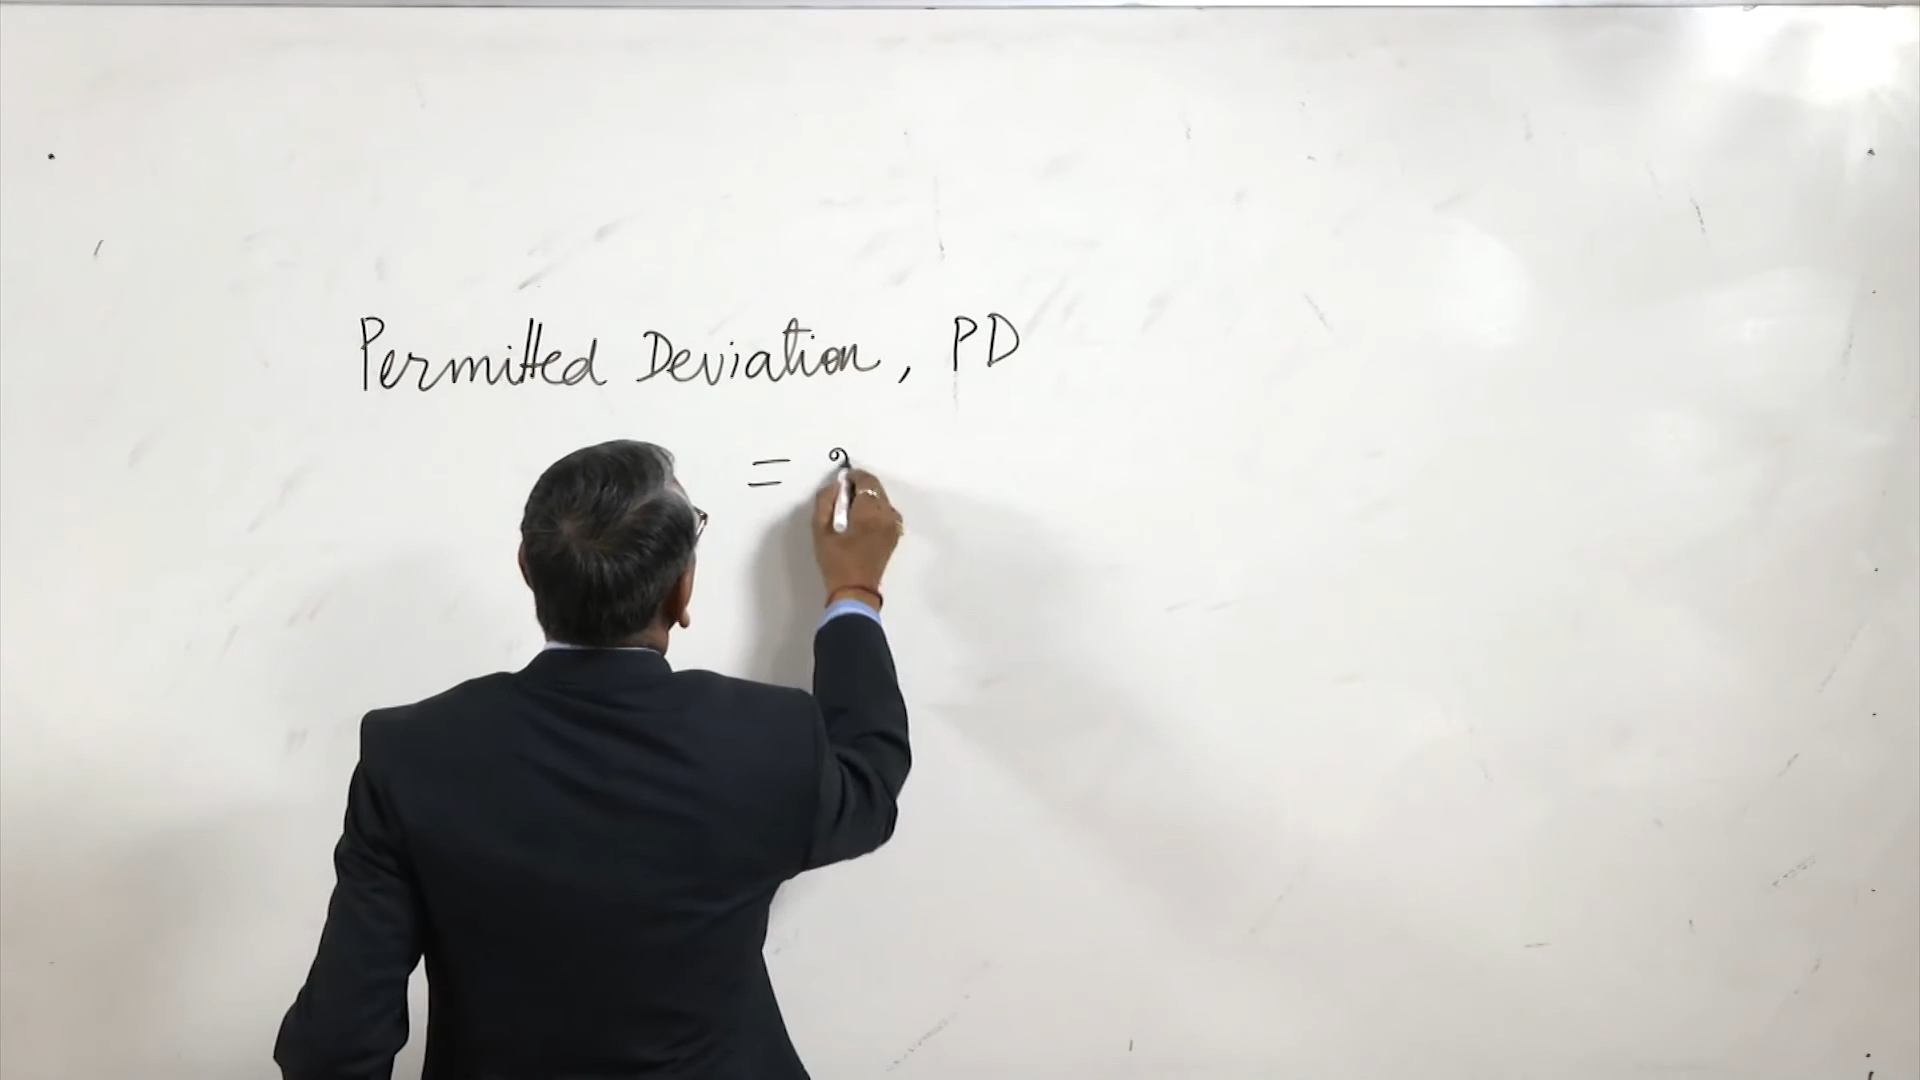 Permitted Deviation, PD
=